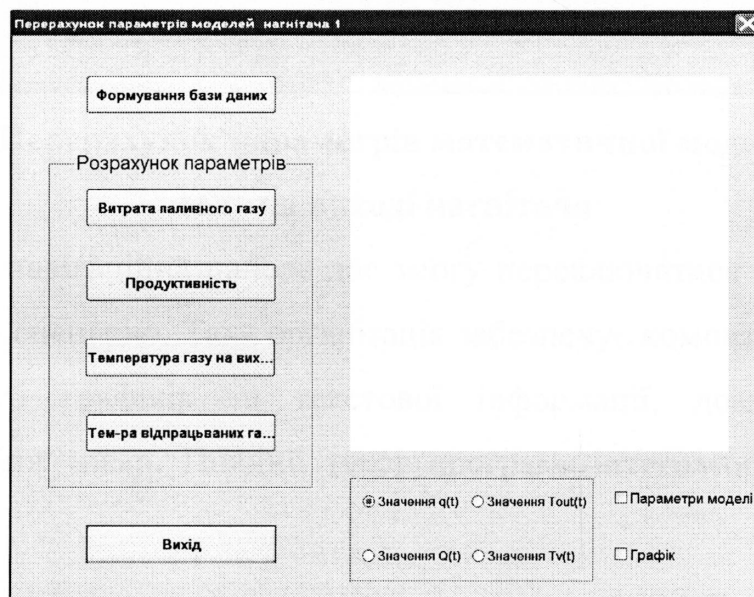 Перерахунок параметрів моделей нагнітача 1
Формування бази даних
Розрахунок параметрів
Витрата паливного газу
Продуктивність
Температура газу на вих...
Тем-ра відпрацьваних га...
Вихід
Значення q(t)
Значення Tout(t)
Параметри моделі
Значення Q(t)
Значення Tv(t)
Графік